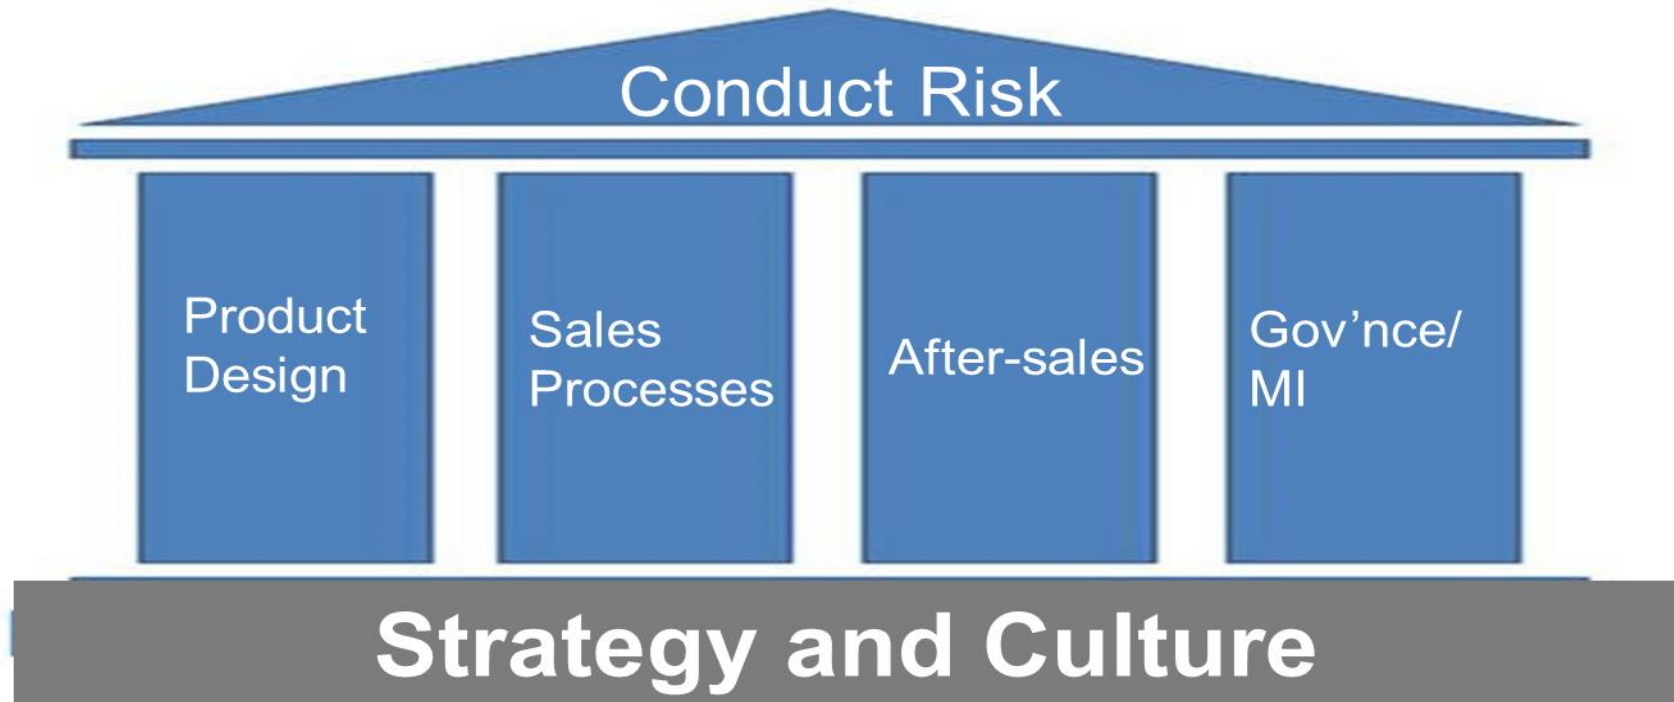 Conduct Risk
Product
Design
Sales
Processes
After-sales
Gov’nce/
MI
Strategy and Culture